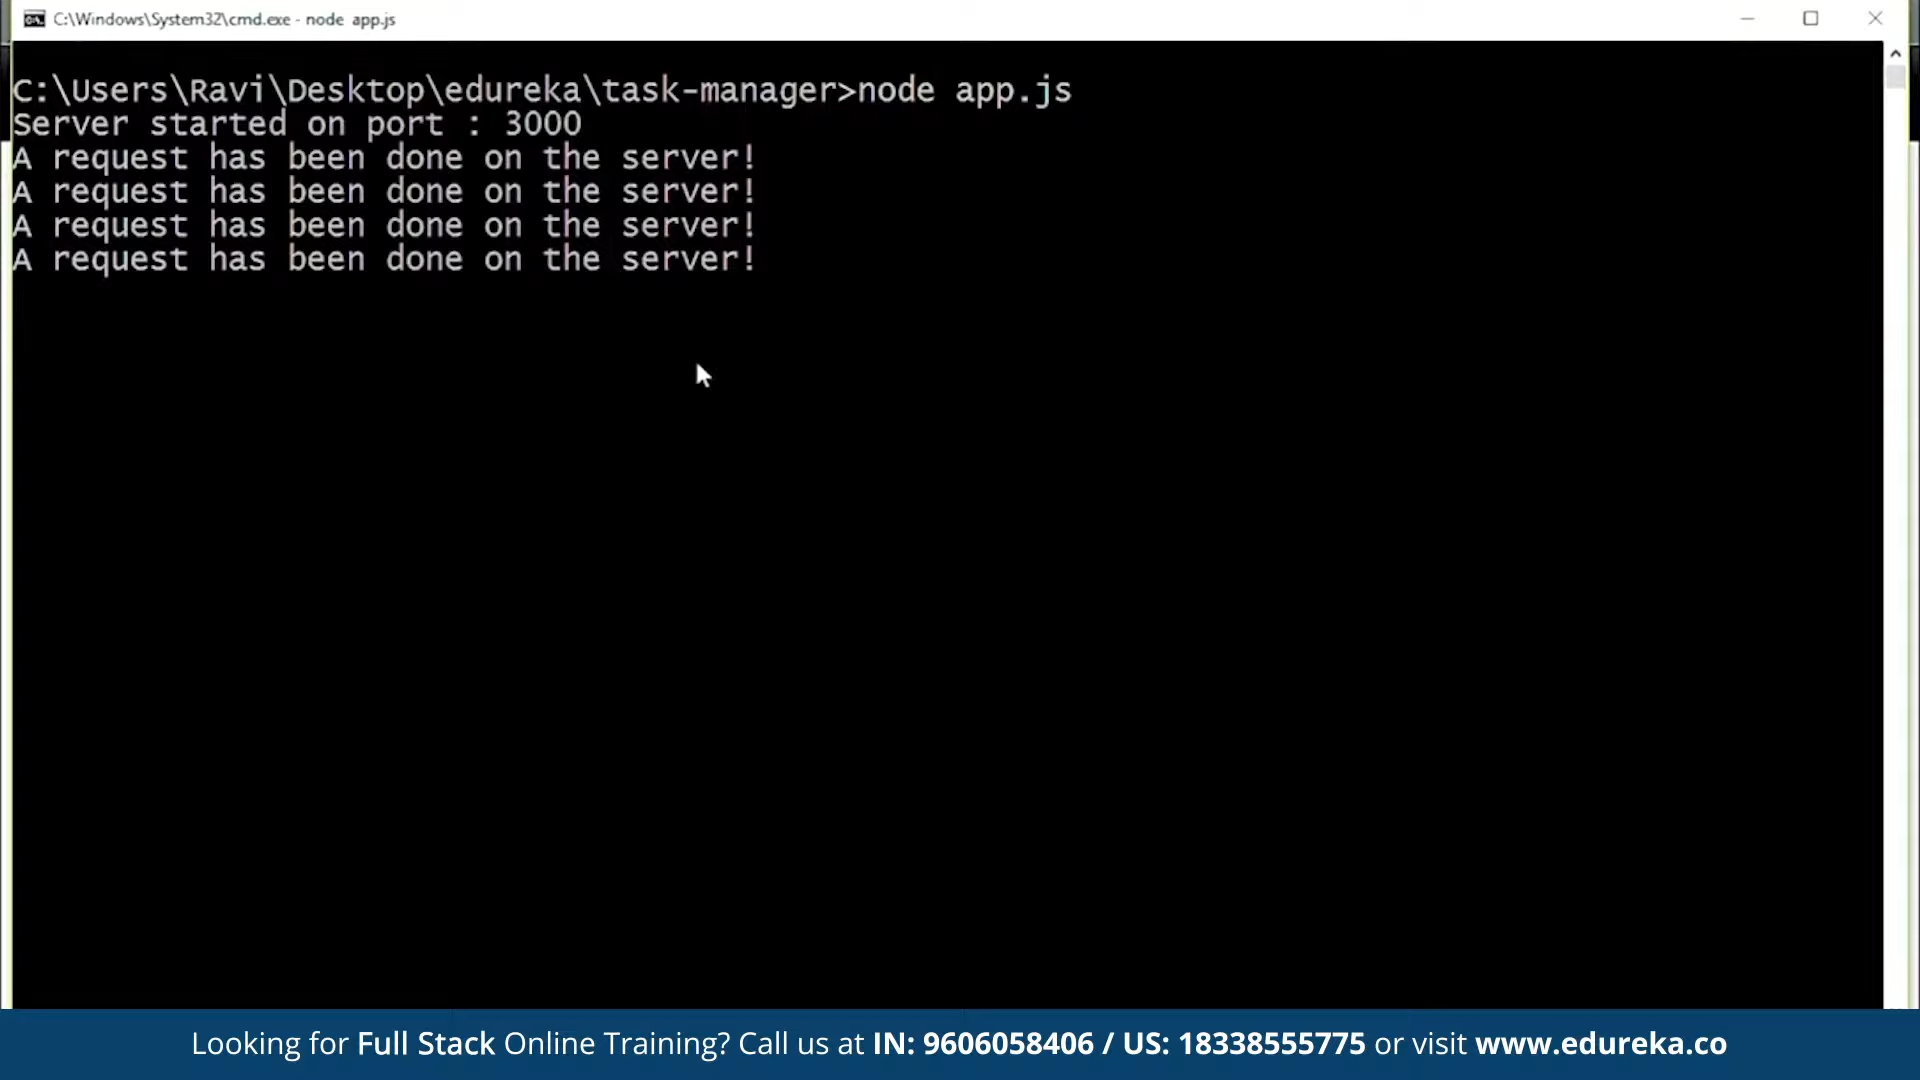 C:\Windows\System32\cmd.exe - node  app.js
C:\Users\Ravi\Desktop\edureka\task-manager>node app.js
Server started on port : 3000
A request has been done on the server!
A request has been done on the server!
A request has been done on the server!
A request has been done on the server!
Looking for Full Stack Online Training? Call us at IN: 9606058406 / US: 18338555775 or visit www.edureka.co